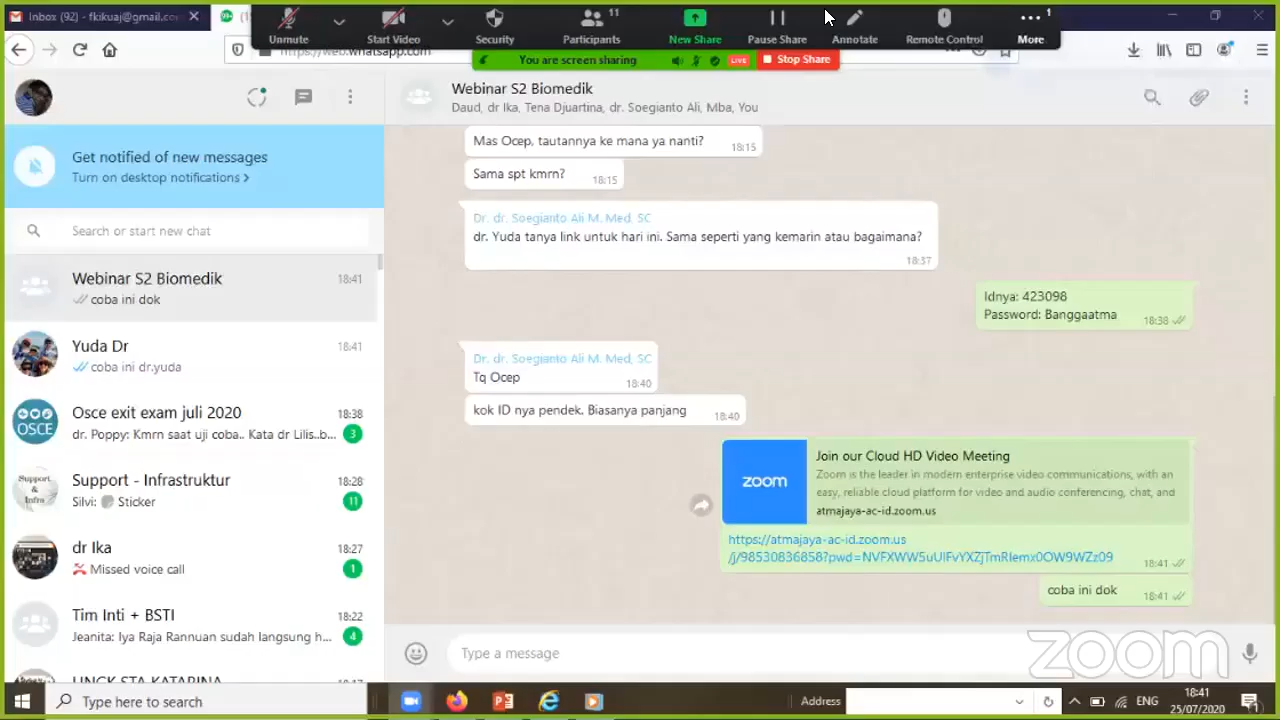 Inbox (92) - fkikuaj@gmail.co
Unmute
Start Video
Security
11
Participants
New Share
Pause Share
Annotate
Remote Control
1
More
https://web.whatsapp.com
You are screen sharing
LIVE
Stop Share
Get notified of new messages
Turn on desktop notifications >
Search or start new chat
Webinar S2 Biomedik
18:41
coba ini dok
Yuda Dr
18:41
coba ini dr.yuda
Osce exit exam juli 2020
18:38
OSCE
dr. Poppy: Kmrn saat uji coba.. Kata dr Lilis..b...
3
Support - Infrastruktur
18:28
Support
&
Infra
Silvi: Sticker
11
dr Ika
18:27
Missed voice call
1
Tim Inti + BSTI
18:22
Jeanita: Iya Raja Rannuan sudah langsung h...
4
UNGK STA KATARINA
Webinar S2 Biomedik
Daud, dr Ika, Tena Djuartina, dr. Soegianto Ali, Mba, You
Mas Ocep, tautannya ke mana ya nanti?
18:15
Sama spt kmrn?
18:15
Dr. dr. Soegianto Ali M. Med, SC
dr. Yuda tanya link untuk hari ini. Sama seperti yang kemarin atau bagaimana?
18:37
Idnya: 423098
Password: Banggaatma
18:38
Dr. dr. Soegianto Ali M. Med, SC
Tq Ocep
18:40
kok ID nya pendek. Biasanya panjang
18:40
zoom
Join our Cloud HD Video Meeting
Zoom is the leader in modern enterprise video communications, with an
easy, reliable cloud platform for video and audio conferencing, chat, and
atmajaya-ac-id.zoom.us
https://atmajaya-ac-id.zoom.us
/j/98530836858?pwd=NVFXWW5uUlFvYXZjTmRIemx0OW9WZz09
18:41
coba ini dok
18:41
Type a message
zoom
Type here to search
Address
ENG
18:41
25/07/2020
1